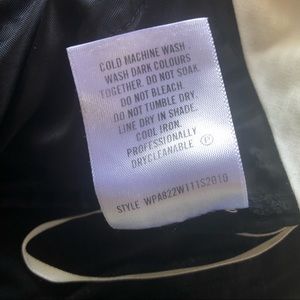 COLD MACHINE WASH
WASH DARK COLOURS
TOGETHER. DO NOT SOAK.
DO NOT BLEACH.
DO NOT TUMBLE DRY.
LINE DRY IN SHADE.
COOL IRON.
PROFESSIONALLY
DRYCLEANABLE Ⓟ
STYLE WPA822W111S2010